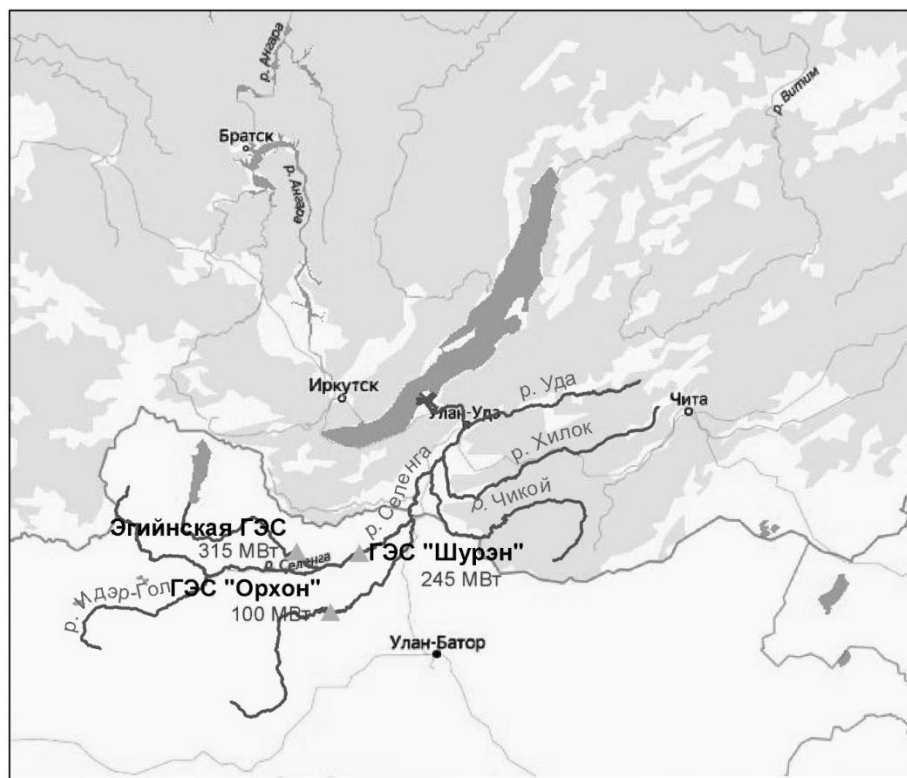 р. Ангара
р. Витим
Братск
р. Ангара
Иркутск
р. Уда
Чита
Улан-Удэ
р. Хилок
р. Селенга
р. Чикой
Эгийнская ГЭС
315 МВт
р. Селенга
ГЭС "Шурэн"
245 МВт
ГЭС "Орхон"
100 МВт
р. Идэр-Гол
Улан-Батор